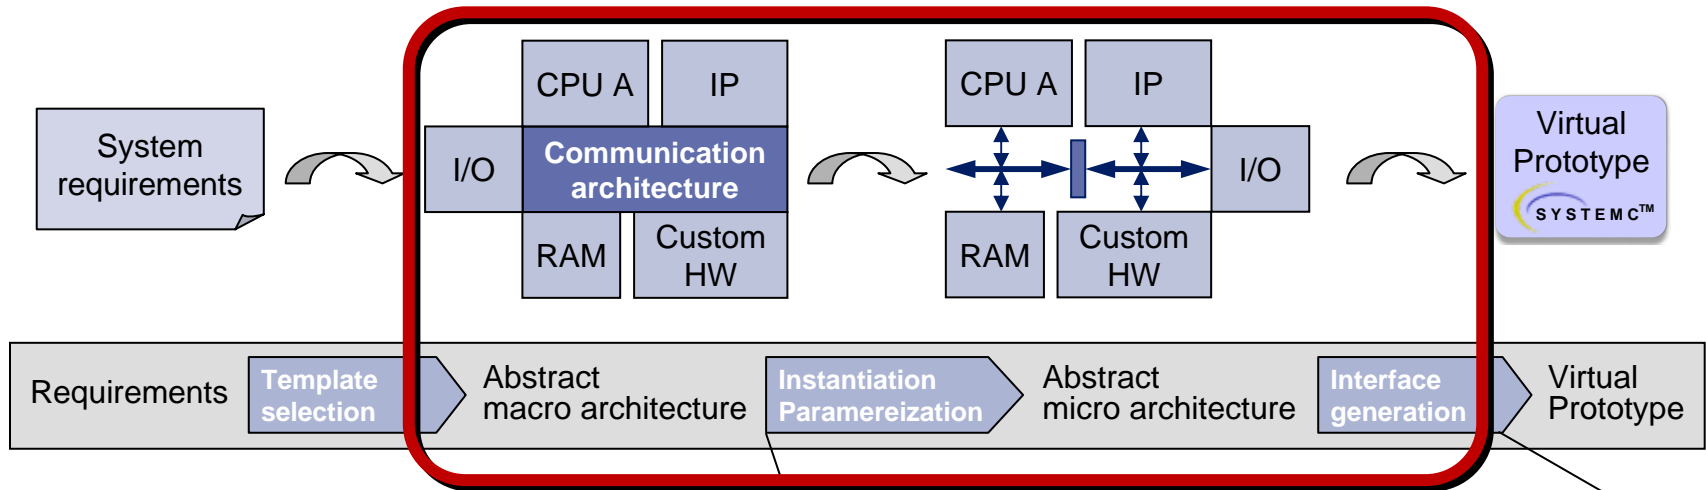 System
requirements
CPU A
IP
I/O
Communication
architecture
RAM
Custom
HW
CPU A
IP
I/O
RAM
Custom
HW
Virtual
Prototype
SYSTEMC™
Requirements
Template
selection
Abstract
macro architecture
Instantiation
Paramereization
Abstract
micro architecture
Interface
generation
Virtual
Prototype